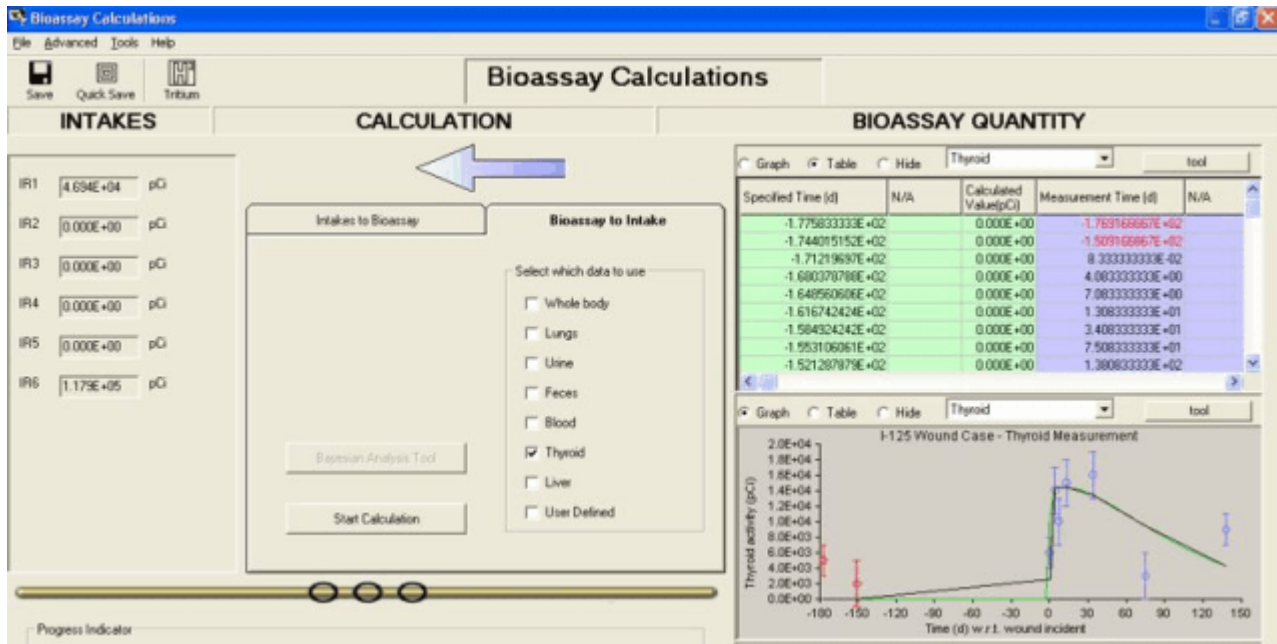 Bioassay Calculations
File Advanced Tools Help
Save Quick Save Tritium
Bioassay Calculations
INTAKES CALCULATION BIOASSAY QUANTITY
IR1 4.694E+04 pCi
IR2 0.000E+00 pCi
IR3 0.000E+00 pCi
IR4 0.000E+00 pCi
IR5 0.000E+00 pCi
IR6 1.179E+05 pCi
Intakes to Bioassay Bioassay to Intake
Select which data to use
Whole body
Lungs
Urine
Feces
Blood
Thyroid
Liver
User Defined
Bayesian Analysis Tool
Start Calculation
Progress Indicator
Graph Table Hide Thyroid tool
Specified Time (d) N/A Calculated Value(pCi) Measurement Time (d) N/A
-1.775833333E+02 0.000E+00 -1.769166667E+02
-1.744015152E+02 0.000E+00 -1.509166667E+02
-1.71219697E+02 0.000E+00 8.333333333E-02
-1.680378788E+02 0.000E+00 4.083333333E+00
-1.648560606E+02 0.000E+00 7.083333333E+00
-1.616742424E+02 0.000E+00 1.308333333E+01
-1.584924242E+02 0.000E+00 3.408333333E+01
-1.553106061E+02 0.000E+00 7.508333333E+01
-1.521287879E+02 0.000E+00 1.380833333E+02
Graph Table Hide Thyroid tool
I-125 Wound Case - Thyroid Measurement
Thyroid activity (pCi)
2.0E+04
1.8E+04
1.6E+04
1.4E+04
1.2E+04
1.0E+04
8.0E+03
6.0E+03
4.0E+03
2.0E+03
0.0E+00
-180 -150 -120 -90 -60 -30 0 30 60 90 120 150
Time (d) w.r.t. wound incident